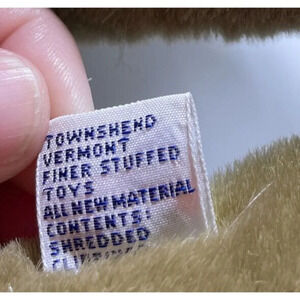 TOWNSHEND
VERMONT
FINER STUFFED
TOYS
ALL NEW MATERIAL
CONTENTS:
SHREDDED